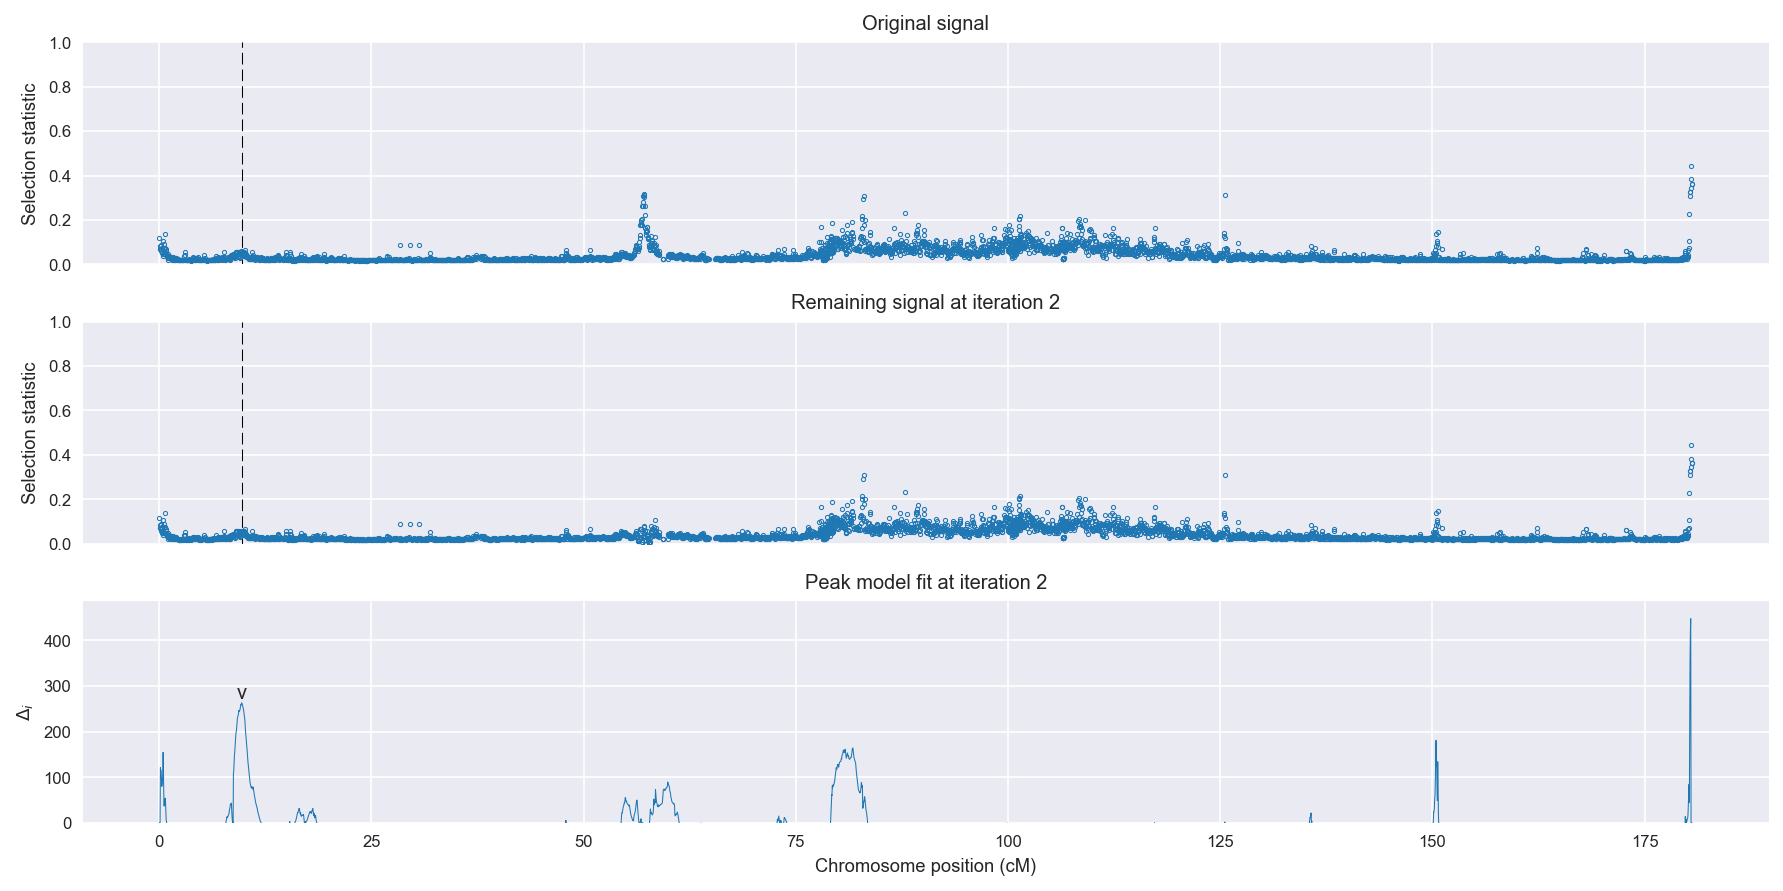 Original signal
Selection statistic
1.0
0.8
0.6
0.4
0.2
0.0
Remaining signal at iteration 2
Selection statistic
1.0
0.8
0.6
0.4
0.2
0.0
Peak model fit at iteration 2
Δi
400
300
200
100
0
v
0 25 50 75 100 125 150 175
Chromosome position (cM)